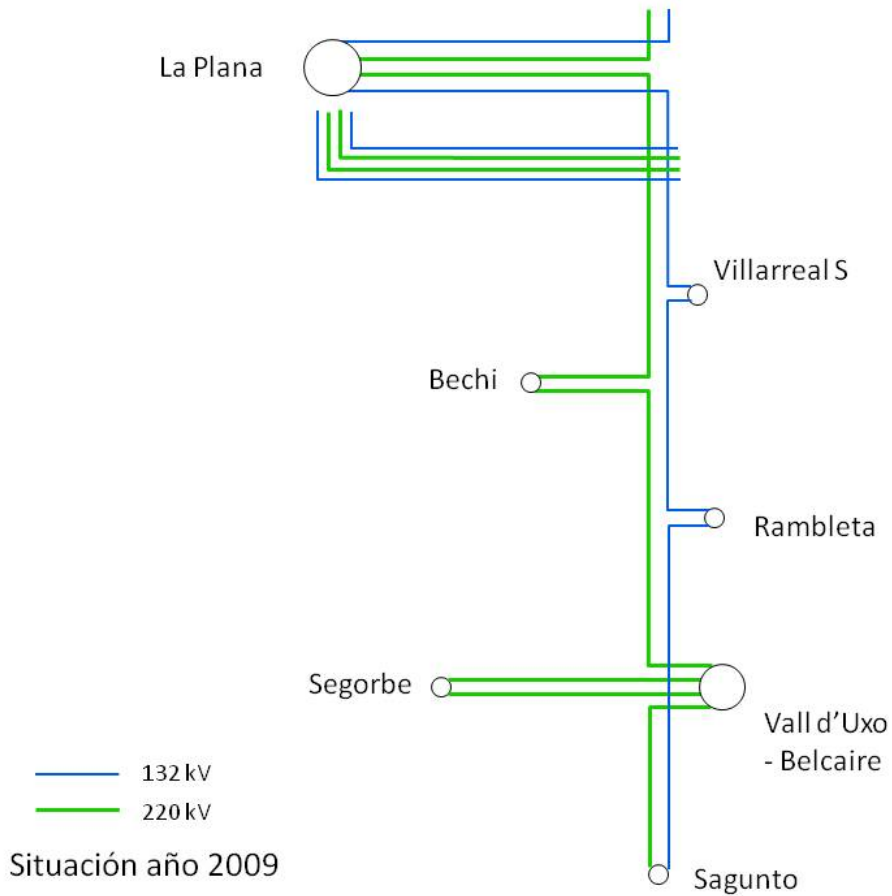 La Plana
Villarreal S
Bechi
Rambleta
Segorbe
Vall d’Uxo
- Belcaire
132 kV
220 kV
Situación año 2009
Sagunto